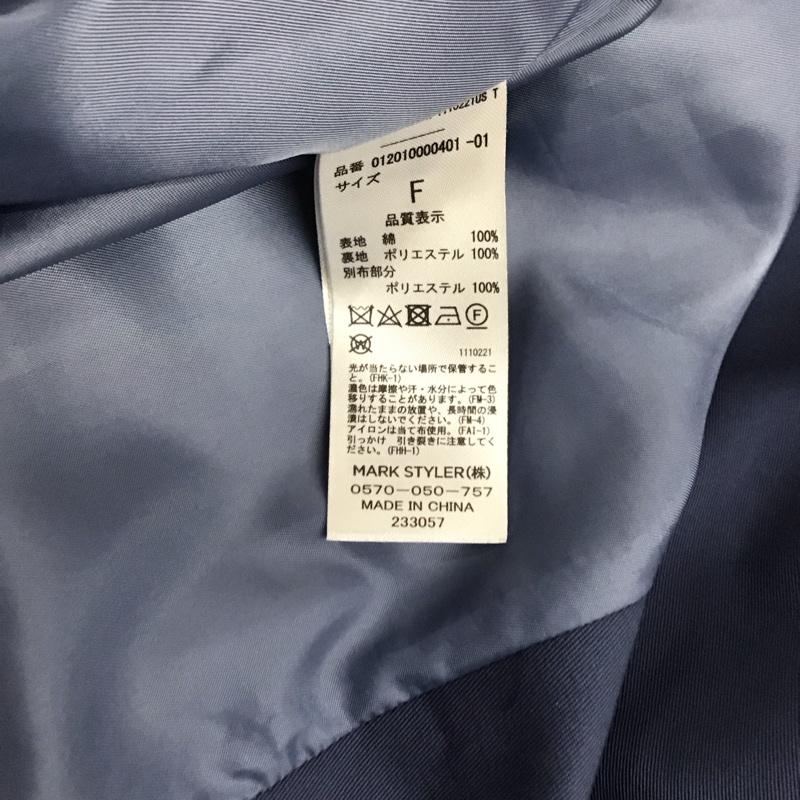 品番 012010000401 -01
サイズ
F
品質表示
表地 綿 100%
裏地 ポリエステル 100%
別布部分
ポリエステル 100%
F
W
1110221
光が当たらない場所で保管するこ
と。(FHK-1)
濃色は摩擦や汗・水分によって色
移りすることがあります。(FM-3)
濡れたままの放置や、長時間の浸
漬はしないでください。(FM-4)
アイロンは当て布使用。(FAI-1)
引っかけ 引き裂きに注意してく
ださい。(FHH-1)
MARK STYLER(株)
0570-050-757
MADE IN CHINA
233057